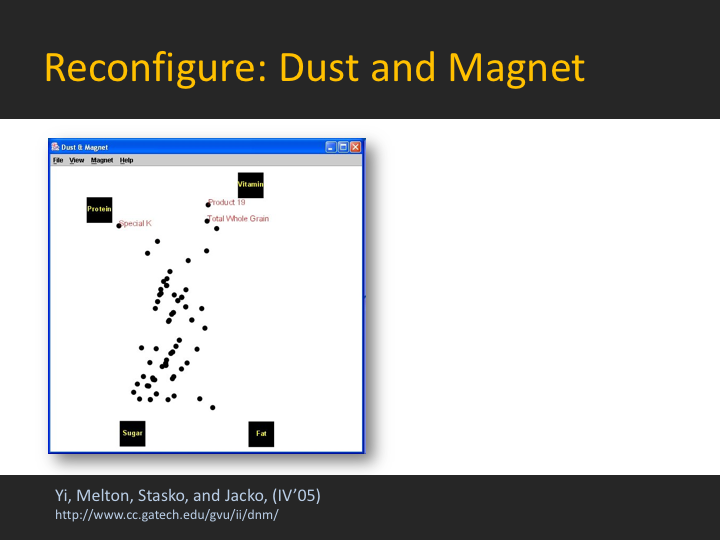 Reconfigure: Dust and Magnet
Dust & Magnet
File View Magnet Help
Vitamin
Protein
Product 19
Special K
Total Whole Grain
Sugar
Fat
Yi, Melton, Stasko, and Jacko, (IV’05)
http://www.cc.gatech.edu/gvu/ii/dnm/